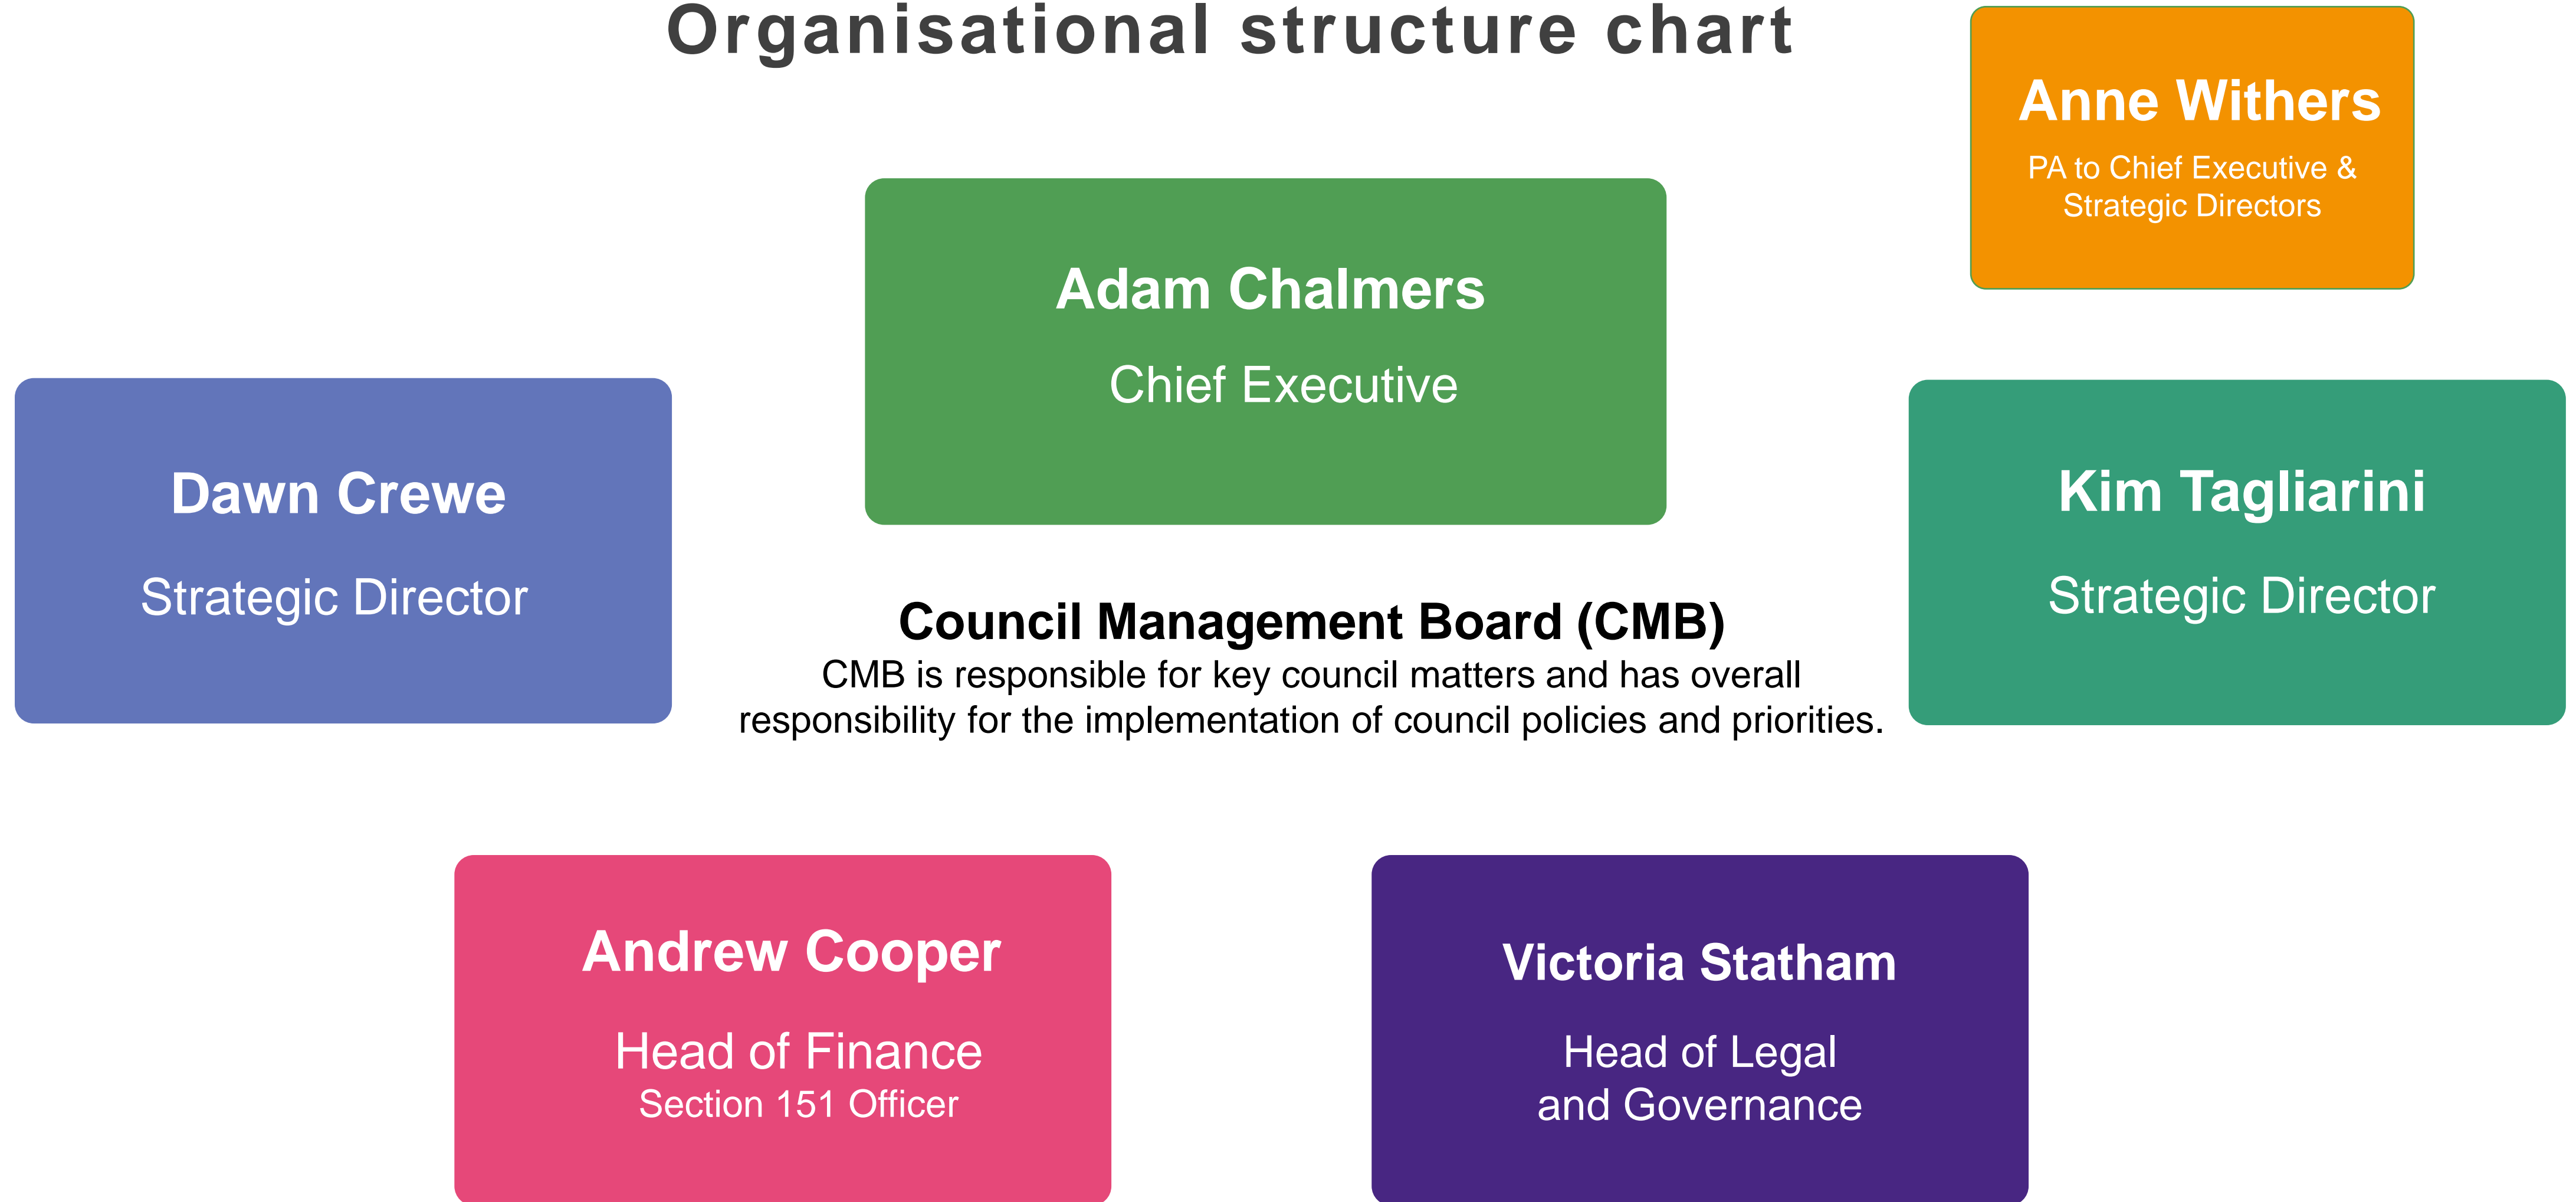 Organisational structure chart
Anne Withers
PA to Chief Executive &
Strategic Directors
Adam Chalmers
Chief Executive
Dawn Crewe
Strategic Director
Kim Tagliarini
Strategic Director
Council Management Board (CMB)
CMB is responsible for key council matters and has overall
responsibility for the implementation of council policies and priorities.
Andrew Cooper
Head of Finance
Section 151 Officer
Victoria Statham
Head of Legal
and Governance